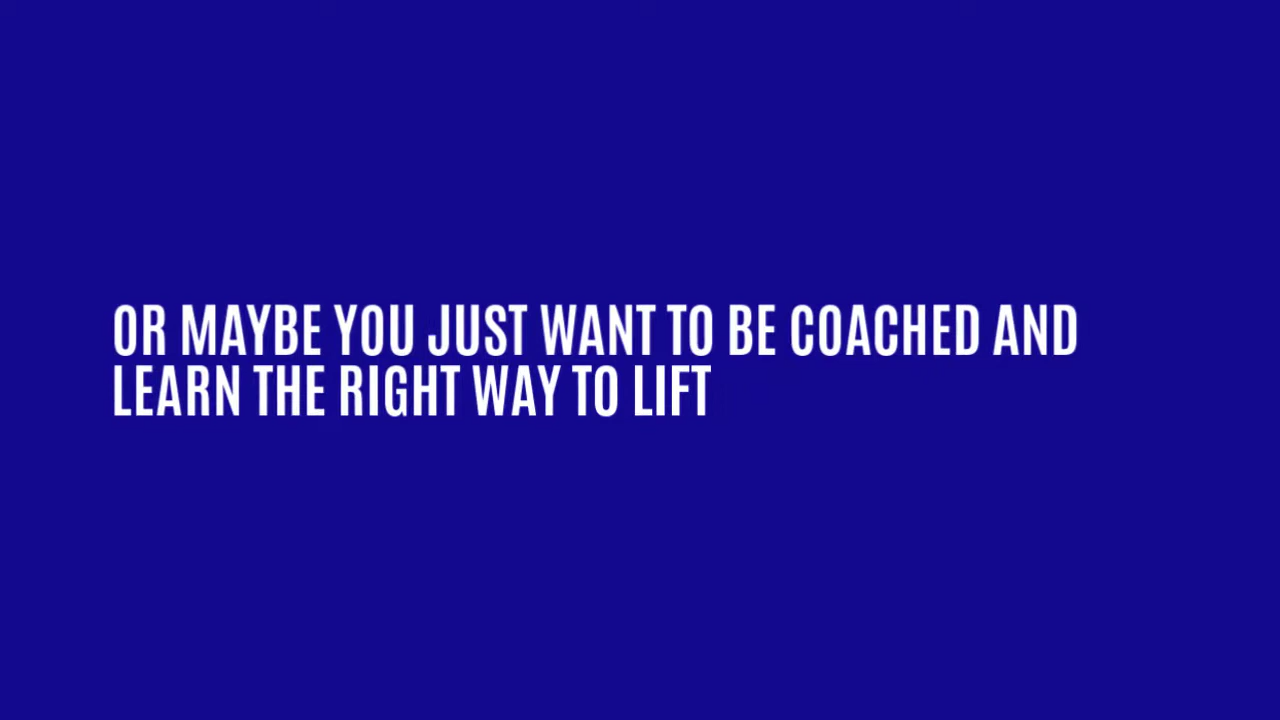 OR MAYBE YOU JUST WANT TO BE COACHED AND
LEARN THE RIGHT WAY TO LIFT